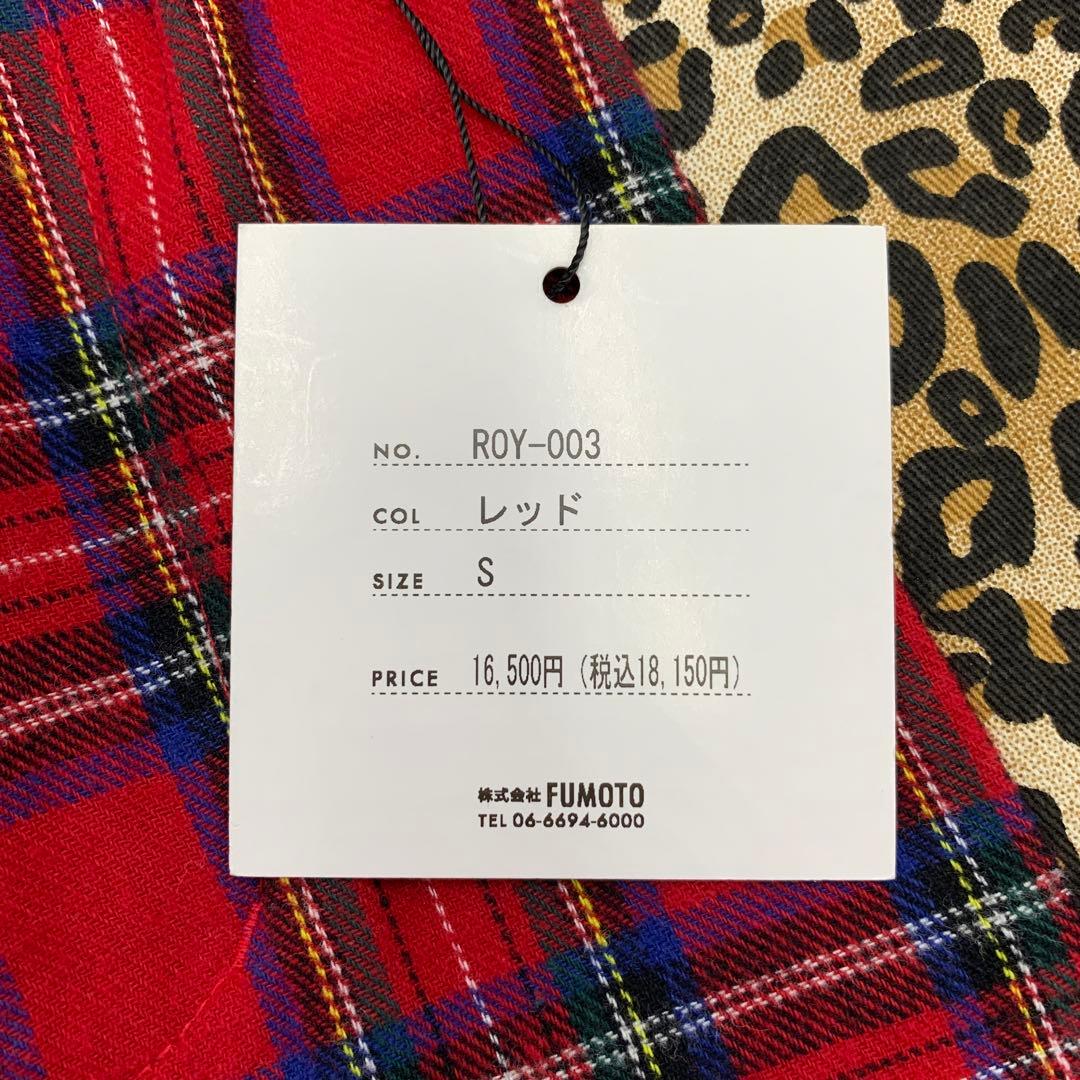 NO. ROY-003
COL レッド
SIZE S
PRICE 16,500円(税込18,150円)
株式会社 FUMOTO
TEL 06-6694-6000